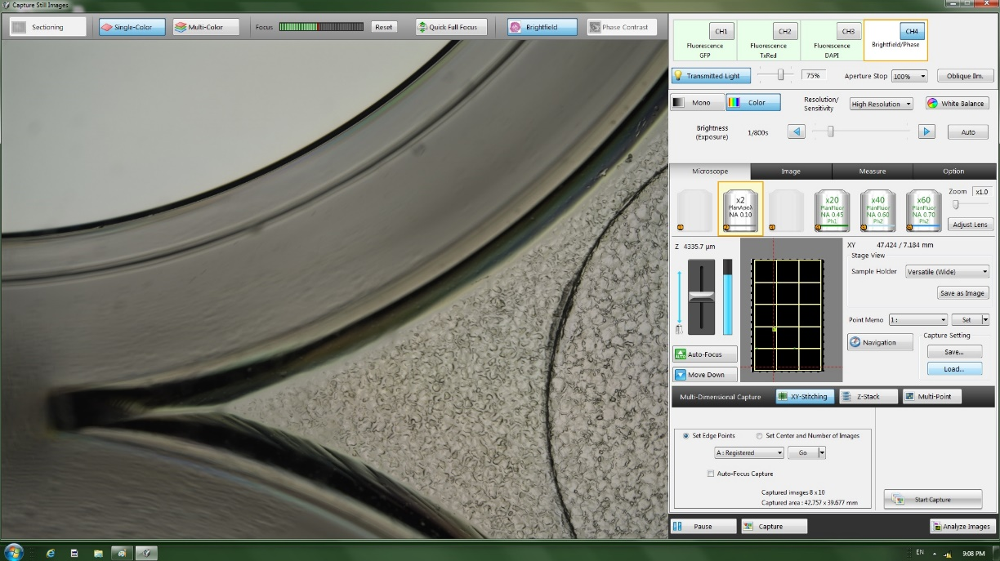 Capture Still Images
Sectioning
Single-Color
Multi-Color
Focus
Reset
Quick Full Focus
Brightfield
Phase Contrast
CH1
Fluorescence
GFP
CH2
Fluorescence
TxRed
CH3
Fluorescence
DAPI
CH4
Brightfield/Phase
Transmitted Light
75%
Aperture Stop
100%
Oblique Ilm.
Mono
Color
Resolution/
Sensitivity
High Resolution
White Balance
Brightness
(Exposure)
1/800s
Auto
Microscope
Image
Measure
Option
x2
PlanApoλ
NA 0.10
x20
PlanFluor
NA 0.45
Ph1
x40
PlanFluor
NA 0.60
Ph2
x60
PlanFluor
NA 0.70
Ph2
Zoom
x1.0
Adjust Lens
Z 4335.7 µm
XY 47.424 / 7.184 mm
Stage View
Sample Holder
Versatile (Wide)
Save as Image
Point Memo
1 :
Set
Navigation
Capture Setting
Save...
Load...
AUTO
Auto-Focus
Move Down
Multi-Dimensional Capture
XY-Stitching
Z-Stack
Multi-Point
Set Edge Points
Set Center and Number of Images
A : Registered
Go
Auto-Focus Capture
Captured images 8 x 10
Captured area : 42.757 x 39.677 mm
Start Capture
Pause
Capture
Analyze Images
EN
9:08 PM